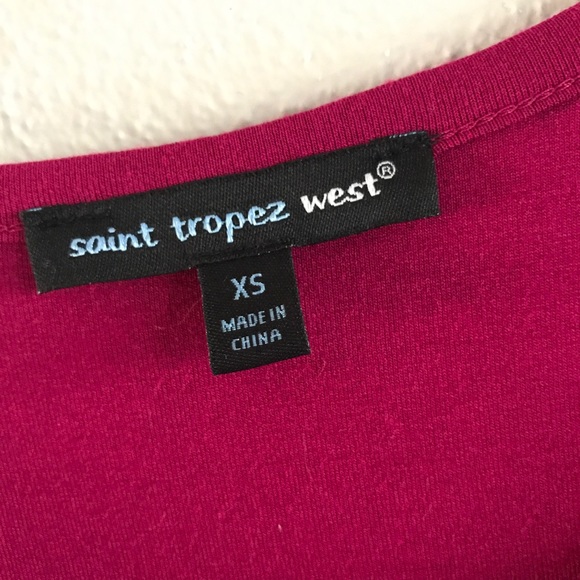 saint tropez west®
XS
MADE IN
CHINA